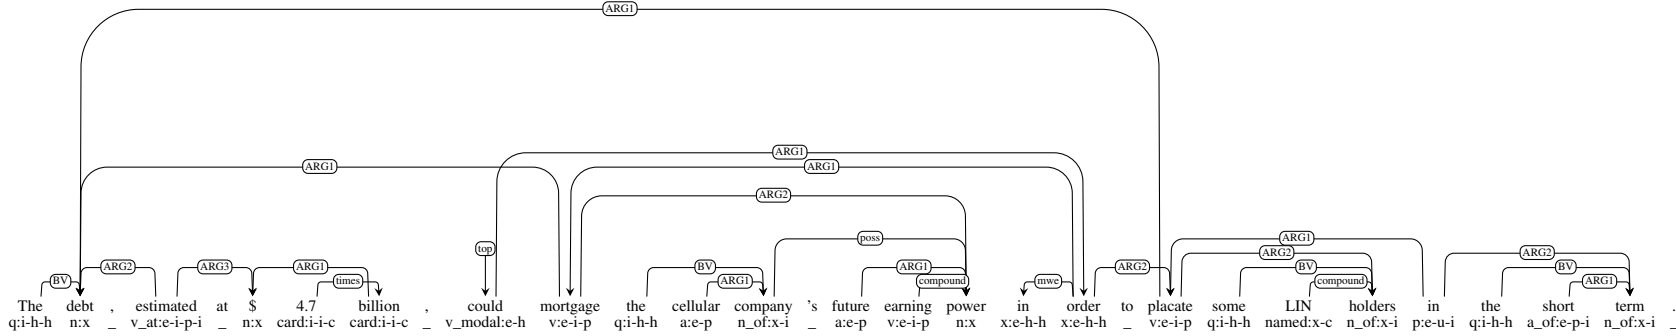 ARG1
ARG1
ARG1 ARG1
ARG2
top poss ARG1
ARG2 ARG3 ARG1 BV ARG1 mwe ARG2 ARG2 ARG2
BV times ARG1 compound BV compound BV ARG1
The debt , estimated at $ 4.7 billion , could mortgage the cellular company 's future earning power in order to placate some LIN holders in the short term .
q:i-h-h n:x _ v_at:e-i-p-i _ n:x card:i-i-c card:i-i-c _ v_modal:e-h v:e-i-p q:i-h-h a:e-p n_of:x-i _ a:e-p v:e-i-p n:x x:e-h-h x:e-h-h _ v:e-i-p q:i-h-h named:x-c n_of:x-i p:e-u-i q:i-h-h a_of:e-p-i n_of:x-i _